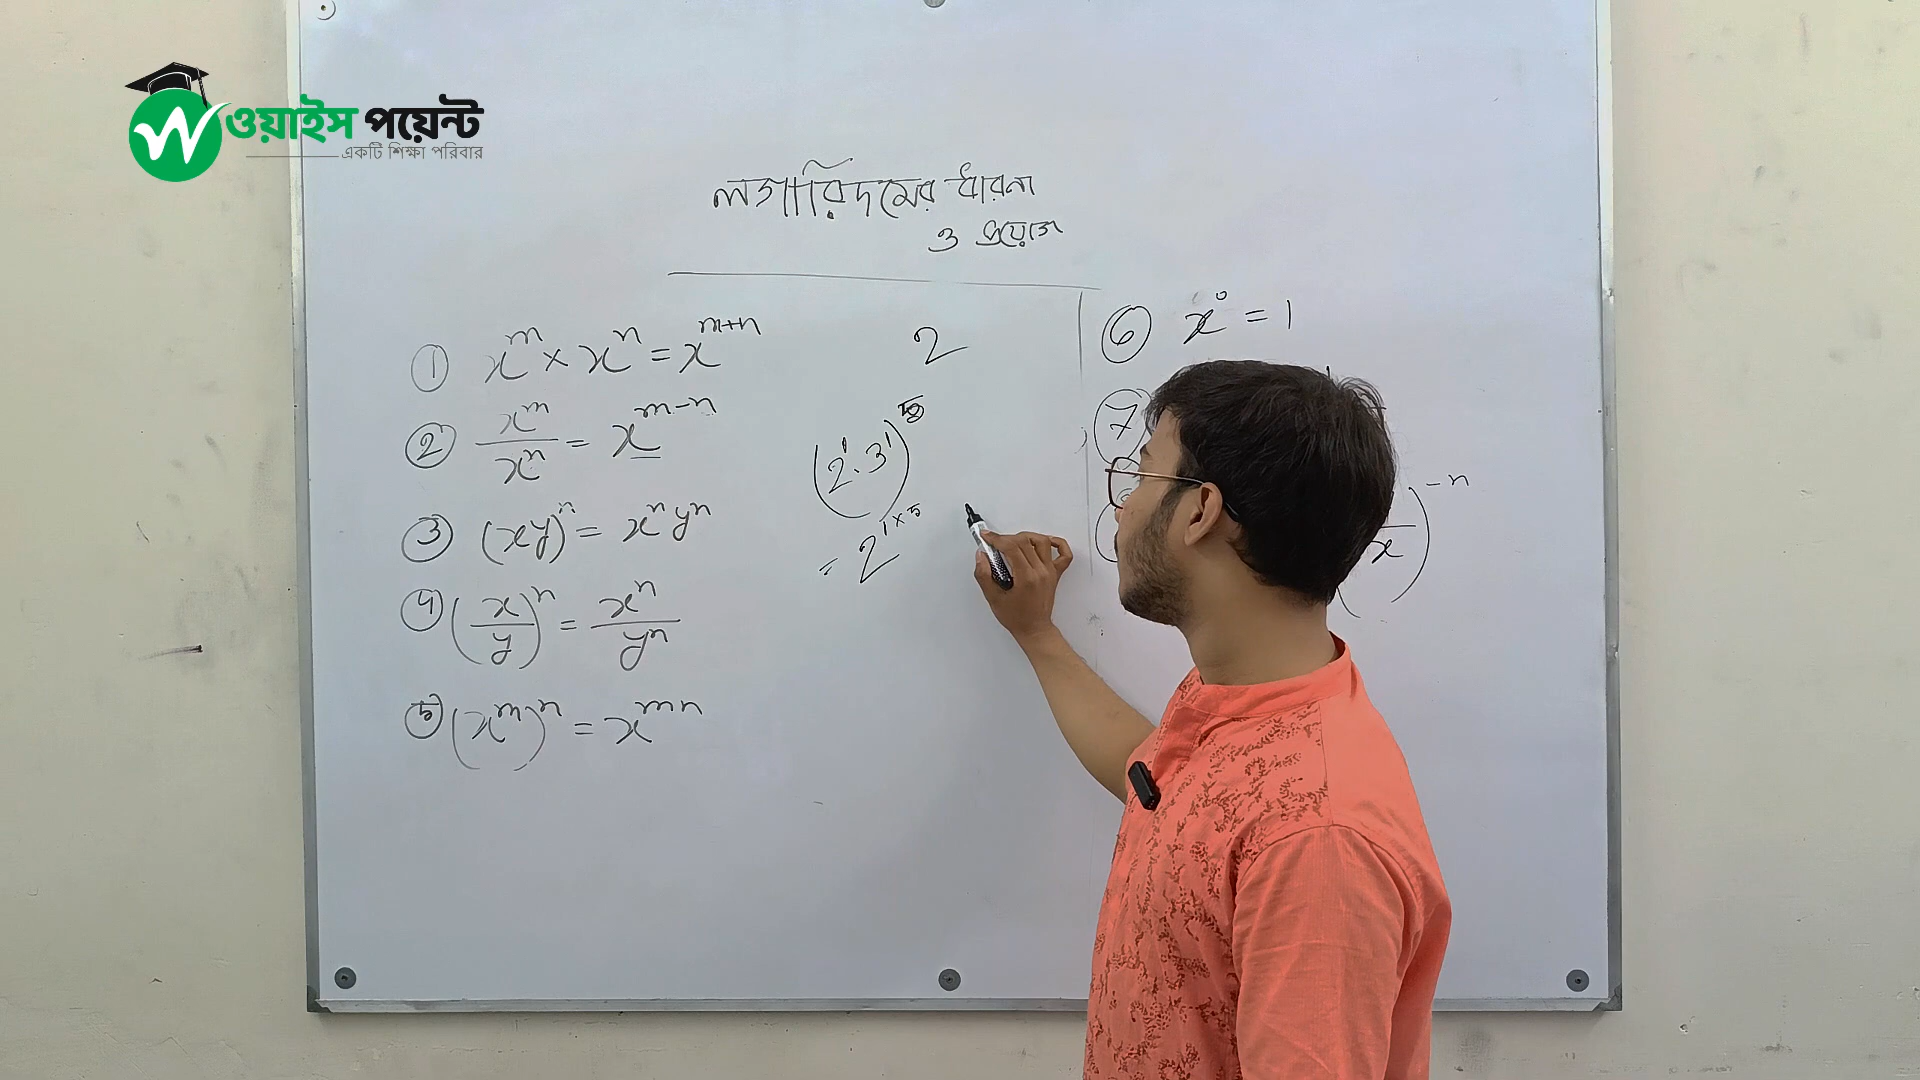 ওয়াইস পয়েন্ট
একটি শিক্ষা পরিবার
লগারিদমের ধারনা
ও প্রয়োগ
① x^m × x^n = x^(m+n)
② x^m / x^n = x^(m-n)
③ (xy)^n = x^n y^n
④ (x/y)^n = x^n / y^n
⑤ (x^m)^n = x^(mn)
2
(2^1 . 3^1)^5
= 2^(1×5)
⑥ x^0 = 1
⑦
x)^(-n)